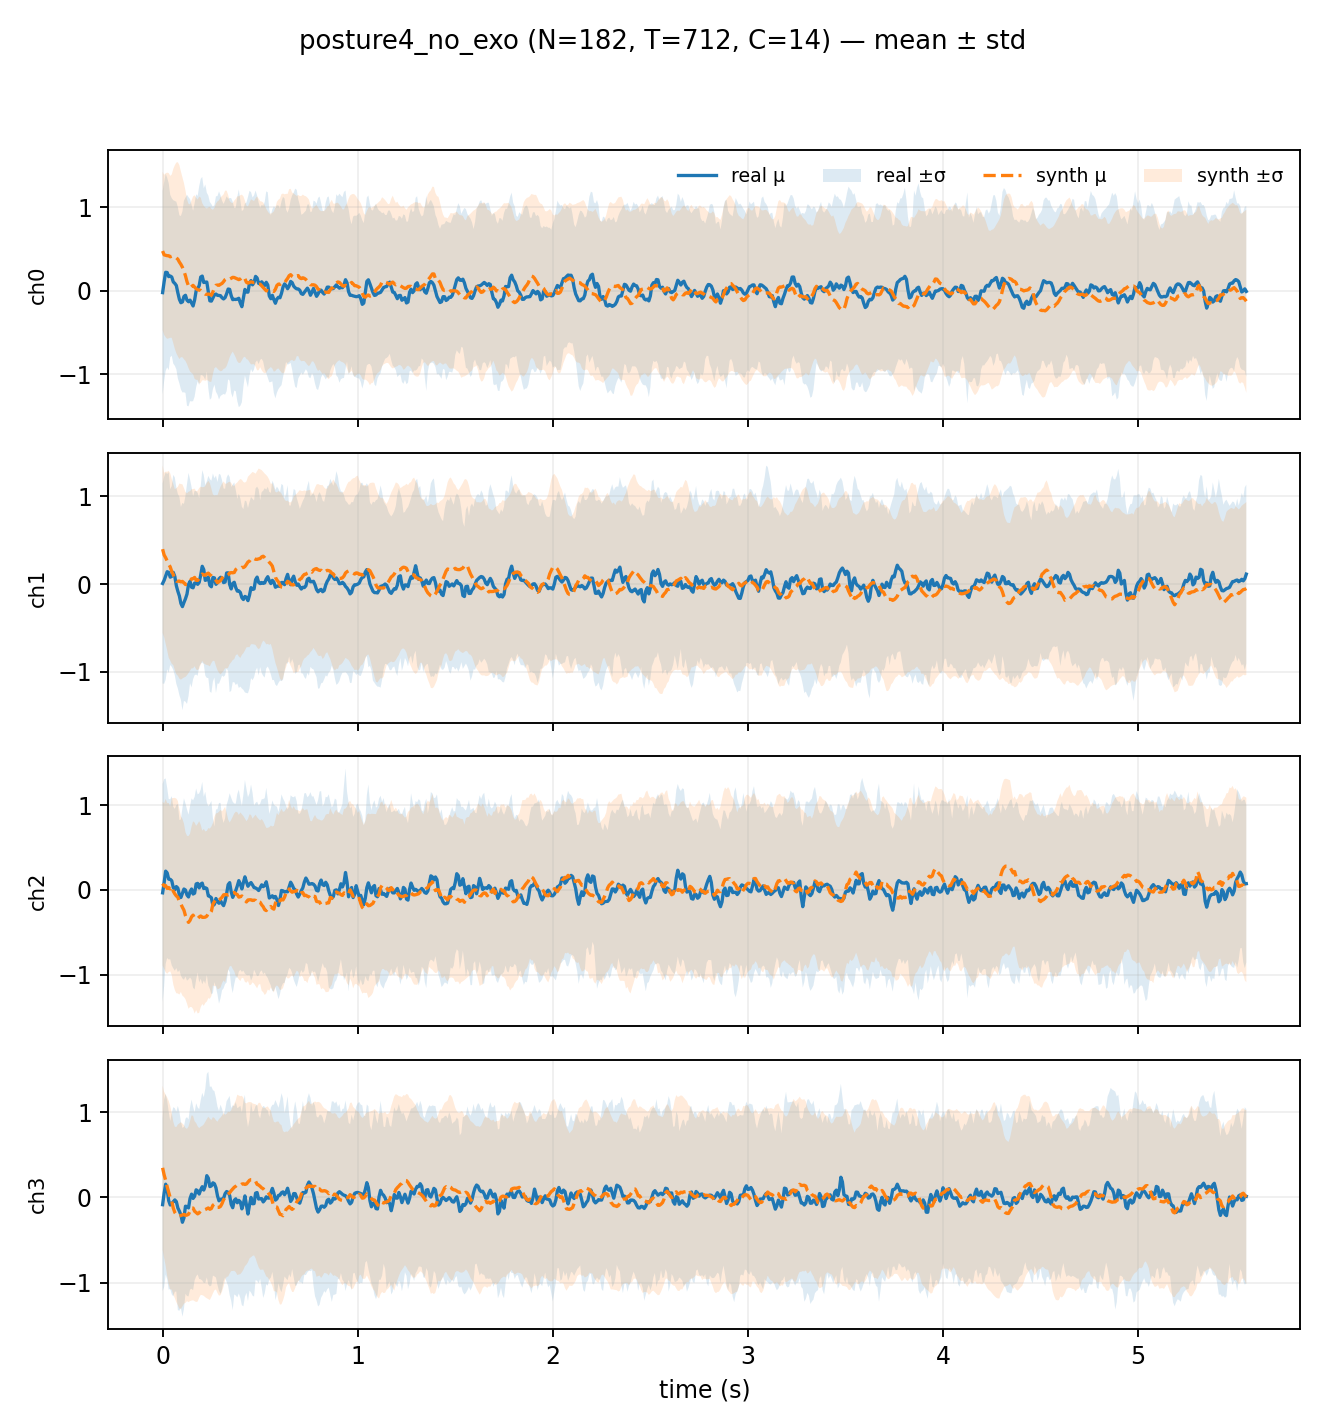 posture4_no_exo (N=182, T=712, C=14) — mean ± std
real μ real ±σ synth μ synth ±σ
1
0
−1
ch0
1
0
−1
ch1
1
0
−1
ch2
1
0
−1
ch3
0 1 2 3 4 5
time (s)